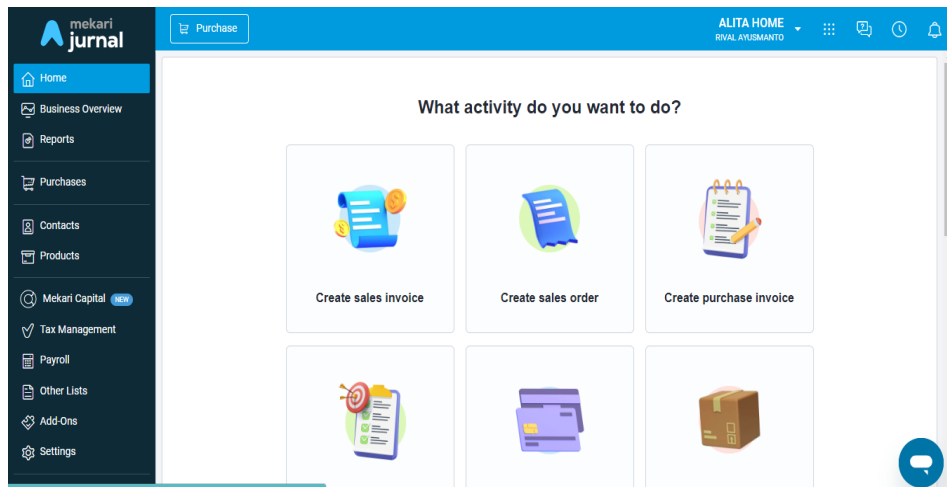 mekari
jurnal
Purchase
ALITA HOME
RIVAL AYUSMANTO
Home
Business Overview
Reports
Purchases
Contacts
Products
Mekari Capital NEW
Tax Management
Payroll
Other Lists
Add-Ons
Settings
What activity do you want to do?
Create sales invoice
Create sales order
Create purchase invoice